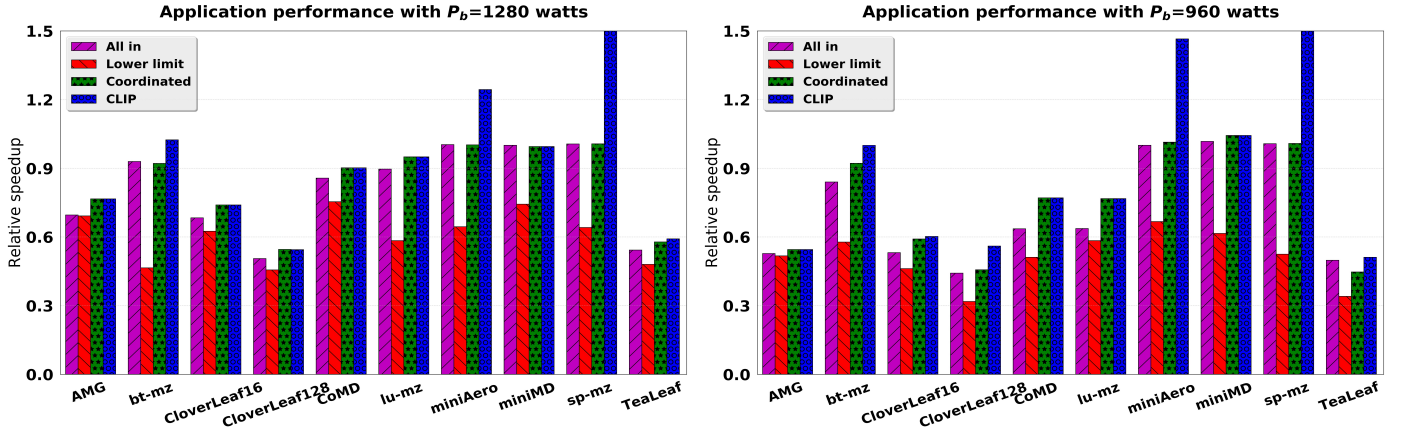 Application performance with P_b=1280 watts
Relative speedup
1.5
1.2
0.9
0.6
0.3
0.0
All in
Lower limit
Coordinated
CLIP
AMG
bt-mz
CloverLeaf16
CloverLeaf128
CoMD
lu-mz
miniAero
miniMD
sp-mz
TeaLeaf
Application performance with P_b=960 watts
Relative speedup
1.5
1.2
0.9
0.6
0.3
0.0
All in
Lower limit
Coordinated
CLIP
AMG
bt-mz
CloverLeaf16
CloverLeaf128
CoMD
lu-mz
miniAero
miniMD
sp-mz
TeaLeaf